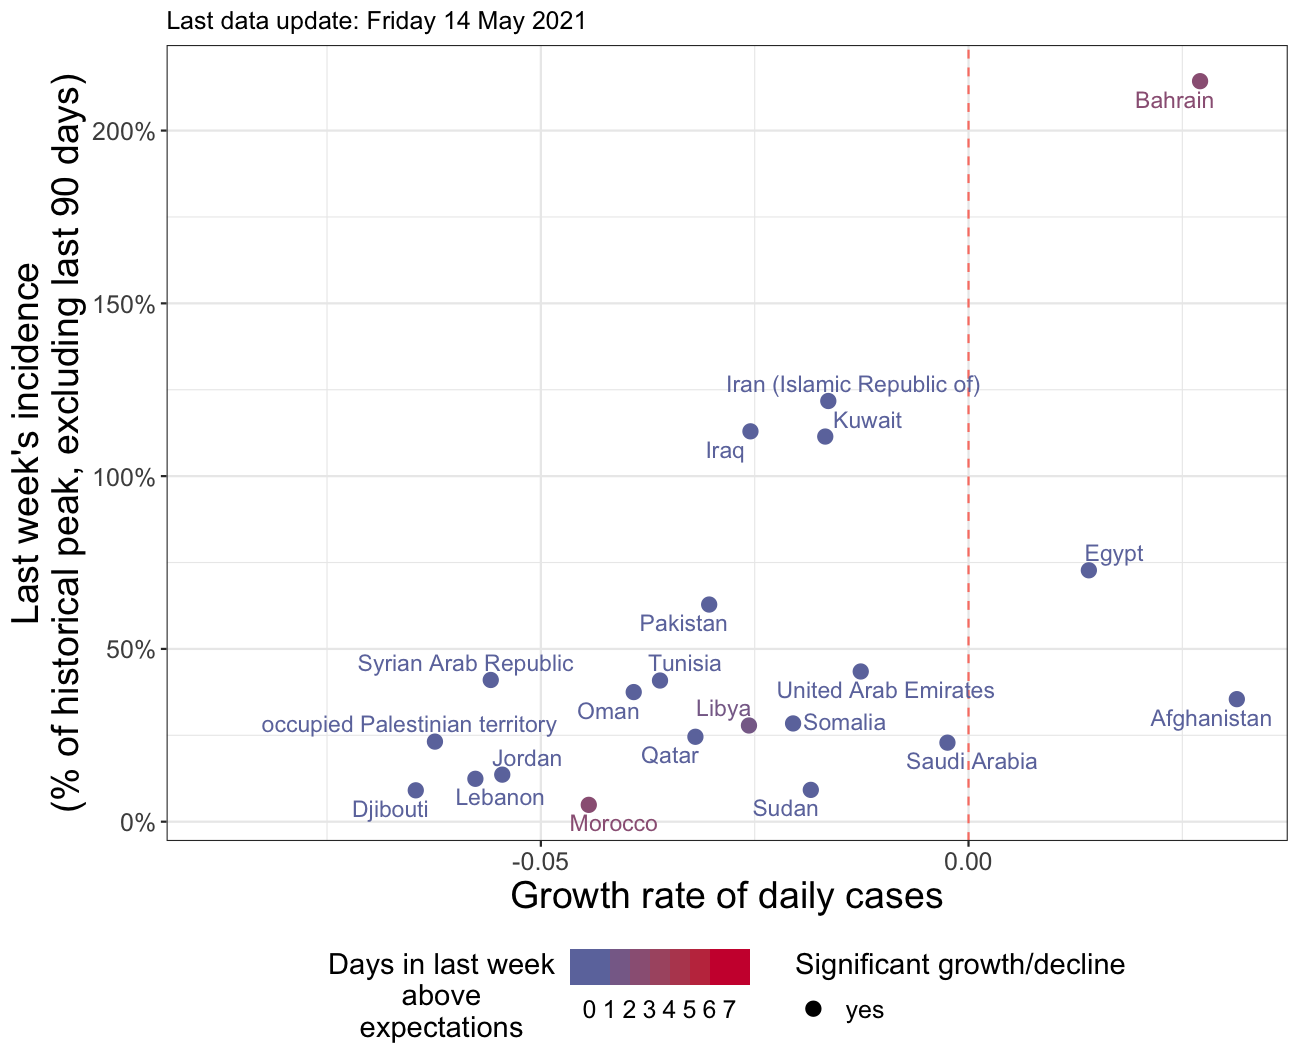 Last data update: Friday 14 May 2021
Last week's incidence
(% of historical peak, excluding last 90 days)
200%
150%
100%
50%
0%
Bahrain
Iran (Islamic Republic of)
Kuwait
Iraq
Egypt
Pakistan
Syrian Arab Republic
Tunisia
United Arab Emirates
Oman
Libya
Somalia
Afghanistan
occupied Palestinian territory
Qatar
Saudi Arabia
Jordan
Lebanon
Djibouti
Sudan
Morocco
-0.05
0.00
Growth rate of daily cases
Days in last week
above
expectations
0 1 2 3 4 5 6 7
Significant growth/decline
yes